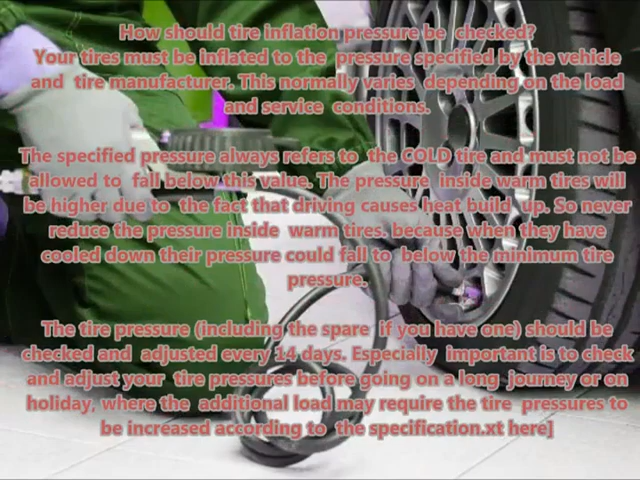 How should tire inflation pressure be checked?
Your tires must be inflated to the pressure specified by the vehicle
and tire manufacturer. This normally varies depending on the load
and service conditions.
The specified pressure always refers to the COLD tire and must not be
allowed to fall below this value. The pressure inside warm tires will
be higher due to the fact that driving causes heat build up. So never
reduce the pressure inside warm tires. because when they have
cooled down their pressure could fall to below the minimum tire
pressure.
The tire pressure (including the spare if you have one) should be
checked and adjusted every 14 days. Especially important is to check
and adjust your tire pressures before going on a long journey or on
holiday, where the additional load may require the tire pressures to
be increased according to the specification.xt here]